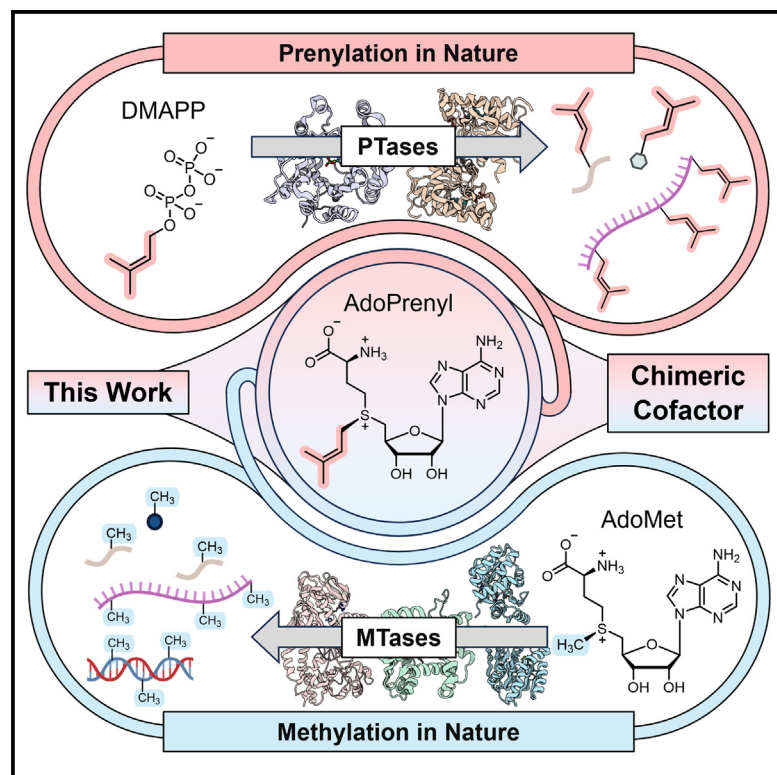 Prenylation in Nature
DMAPP
PTases
O⁻
P
O
O⁻
O
O
P
O⁻
O
AdoPrenyl
O⁻
O
NH₃
+
S
+
O
OH
OH
N
N
N
N
NH₂
This Work
Chimeric
Cofactor
CH₃
CH₃
CH₃
CH₃
CH₃
CH₃
CH₃
CH₃
CH₃
MTases
AdoMet
O⁻
O
NH₃
+
H₃C
S
+
O
OH
OH
N
N
N
N
NH₂
Methylation in Nature